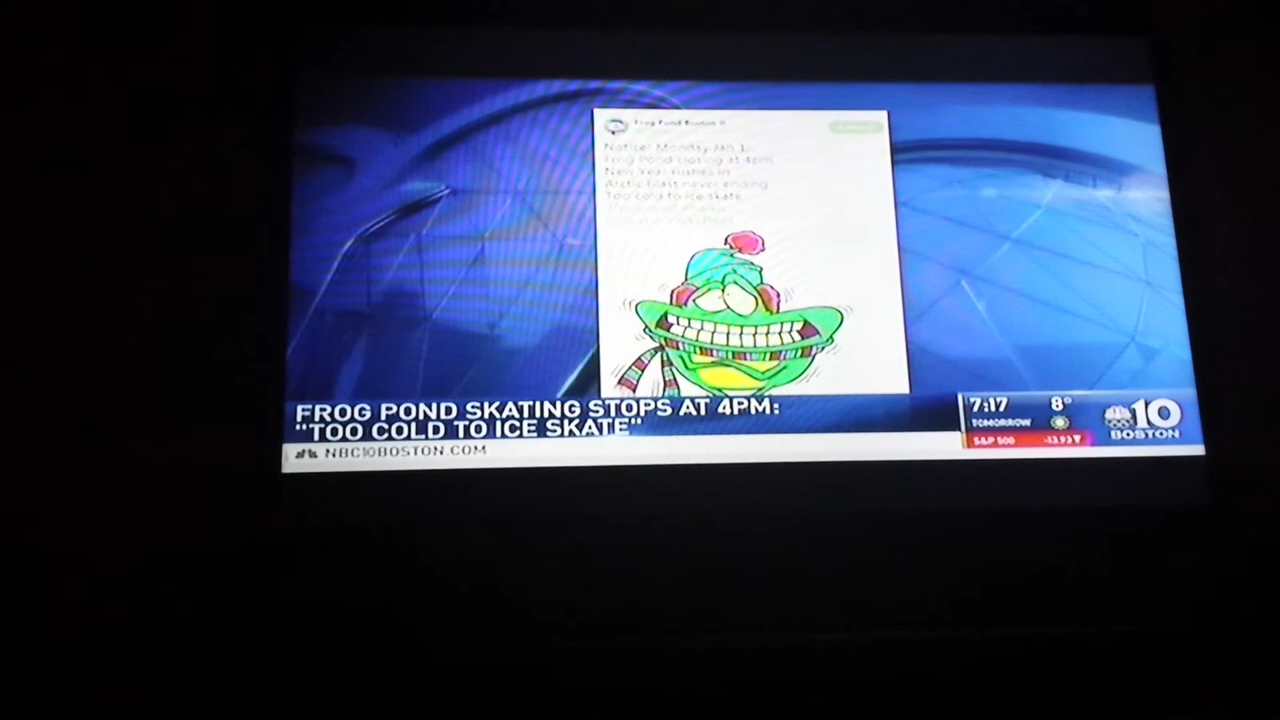 Frog Pond Boston
Notice! Monday Jan 1:
Frog Pond closing at 4pm
New Year rushes in
Arctic blast never ending
Too cold to ice skate
FROG POND SKATING STOPS AT 4PM:
"TOO COLD TO ICE SKATE"
7:17 8°
TOMORROW
S&P 500 -13.93▼
10
BOSTON
NBC10BOSTON.COM